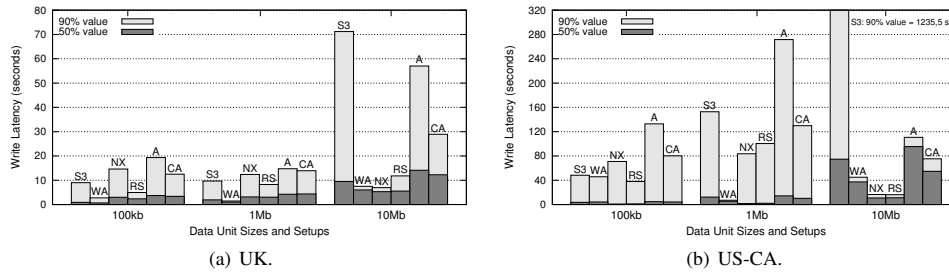 80
70
60
50
40
30
20
10
0
Write Latency (seconds)
90% value
50% value
S3
WA
NX
RS
A
CA
S3
WA
NX
RS
A
CA
S3
WA
NX
RS
A
CA
100kb
1Mb
10Mb
Data Unit Sizes and Setups
(a) UK.
320
280
240
200
160
120
80
40
0
Write Latency (seconds)
90% value
50% value
S3: 90% value = 1235,5 s
S3
WA
NX
RS
A
CA
S3
WA
NX
RS
A
CA
WA
NX
RS
A
CA
100kb
1Mb
10Mb
Data Unit Sizes and Setups
(b) US-CA.